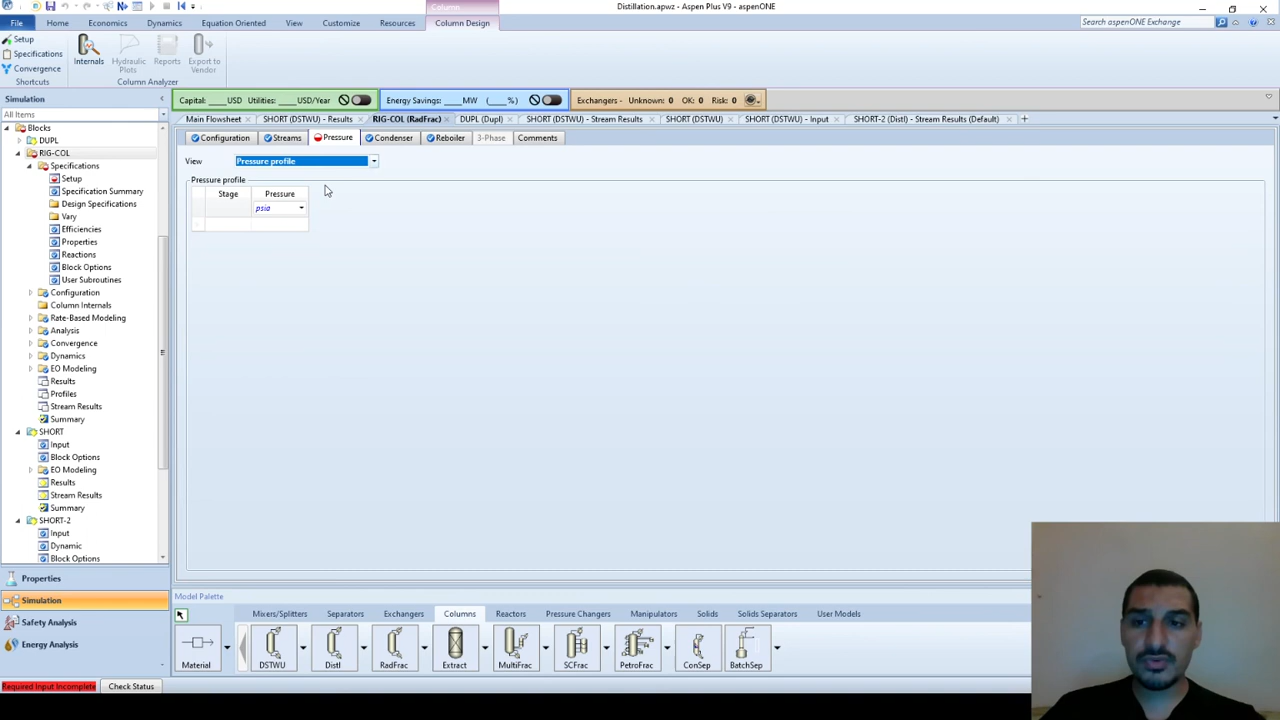 Column
Distillation.apwz - Aspen Plus V9 - aspenONE
File
Home
Economics
Dynamics
Equation Oriented
View
Customize
Resources
Column Design
Search aspenONE Exchange
Setup
Specifications
Convergence
Shortcuts
Internals
Hydraulic Plots
Reports
Export to Vendor
Column Analyzer
Simulation
Capital: ____USD Utilities: ____USD/Year
Energy Savings: ____MW (____%)
Exchangers - Unknown: 0 OK: 0 Risk: 0
All Items
Main Flowsheet
SHORT (DSTWU) - Results
RIG-COL (RadFrac)
DUPL (Dupl)
SHORT (DSTWU) - Stream Results
SHORT (DSTWU)
SHORT (DSTWU) - Input
SHORT-2 (Distl) - Stream Results (Default)
Blocks
DUPL
RIG-COL
Specifications
Setup
Specification Summary
Design Specifications
Vary
Efficiencies
Properties
Reactions
Block Options
User Subroutines
Configuration
Column Internals
Rate-Based Modeling
Analysis
Convergence
Dynamics
EO Modeling
Results
Profiles
Stream Results
Summary
SHORT
Input
Block Options
EO Modeling
Results
Stream Results
Summary
SHORT-2
Input
Dynamic
Block Options
Properties
Simulation
Safety Analysis
Energy Analysis
Configuration
Streams
Pressure
Condenser
Reboiler
3-Phase
Comments
View
Pressure profile
Pressure profile
Stage
Pressure
psia
Model Palette
Mixers/Splitters
Separators
Exchangers
Columns
Reactors
Pressure Changers
Manipulators
Solids
Solids Separators
User Models
Material
DSTWU
Distl
RadFrac
Extract
MultiFrac
SCFrac
PetroFrac
ConSep
BatchSep
Required Input Incomplete
Check Status